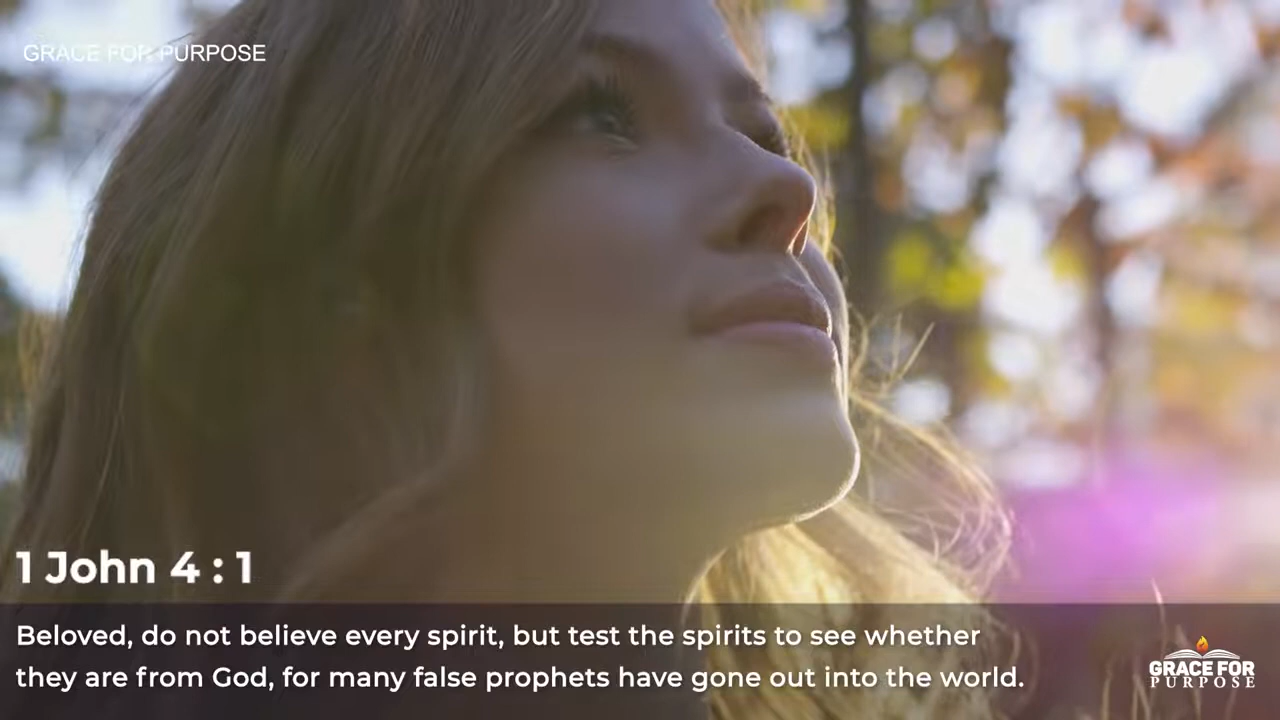 GRACE FOR PURPOSE
1 John 4 : 1
Beloved, do not believe every spirit, but test the spirits to see whether
they are from God, for many false prophets have gone out into the world.
GRACE FOR
PURPOSE